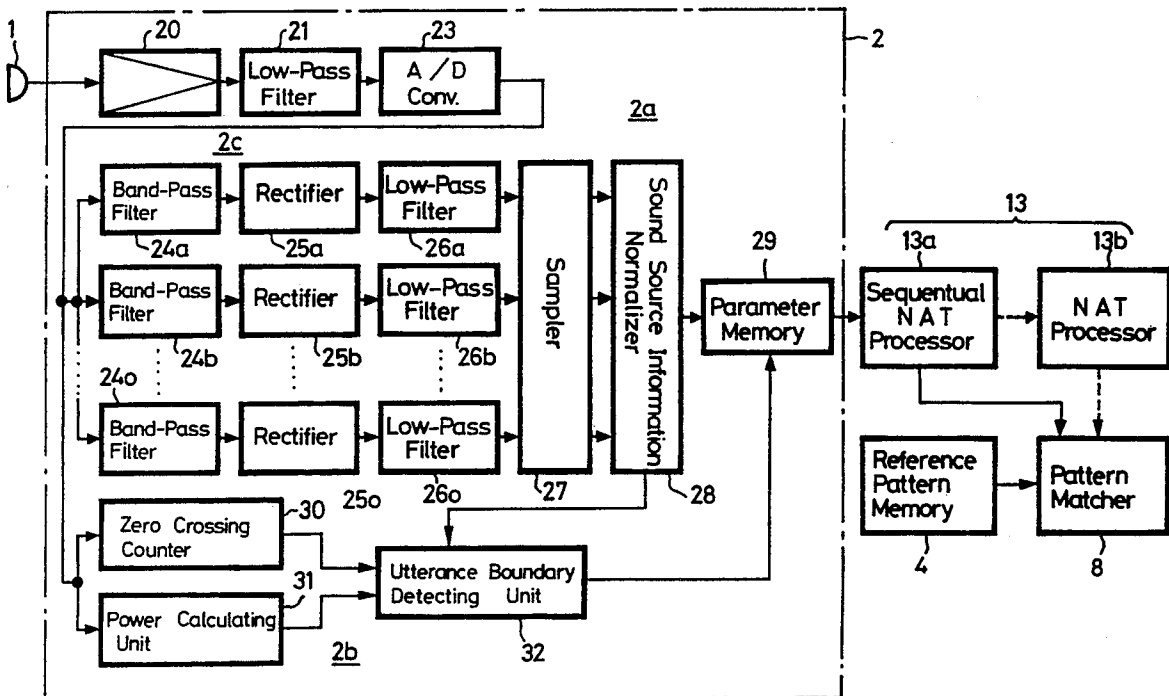 1
20
21
23
2
Low-Pass
Filter
A/D
Conv.
2a
2c
Band-Pass
Filter
24a
Rectifier
25a
Low-Pass
Filter
26a
Band-Pass
Filter
24b
Rectifier
25b
Low-Pass
Filter
26b
24o
Band-Pass
Filter
Rectifier
25o
Low-Pass
Filter
26o
Sampler
27
Sound Source Information
Normalizer
28
29
Parameter
Memory
13
13a
13b
Sequentual
NAT
Processor
NAT
Processor
Reference
Pattern
Memory
4
Pattern
Matcher
8
30
Zero Crossing
Counter
31
Power Calculating
Unit
Utterance Boundary
Detecting Unit
32
2b